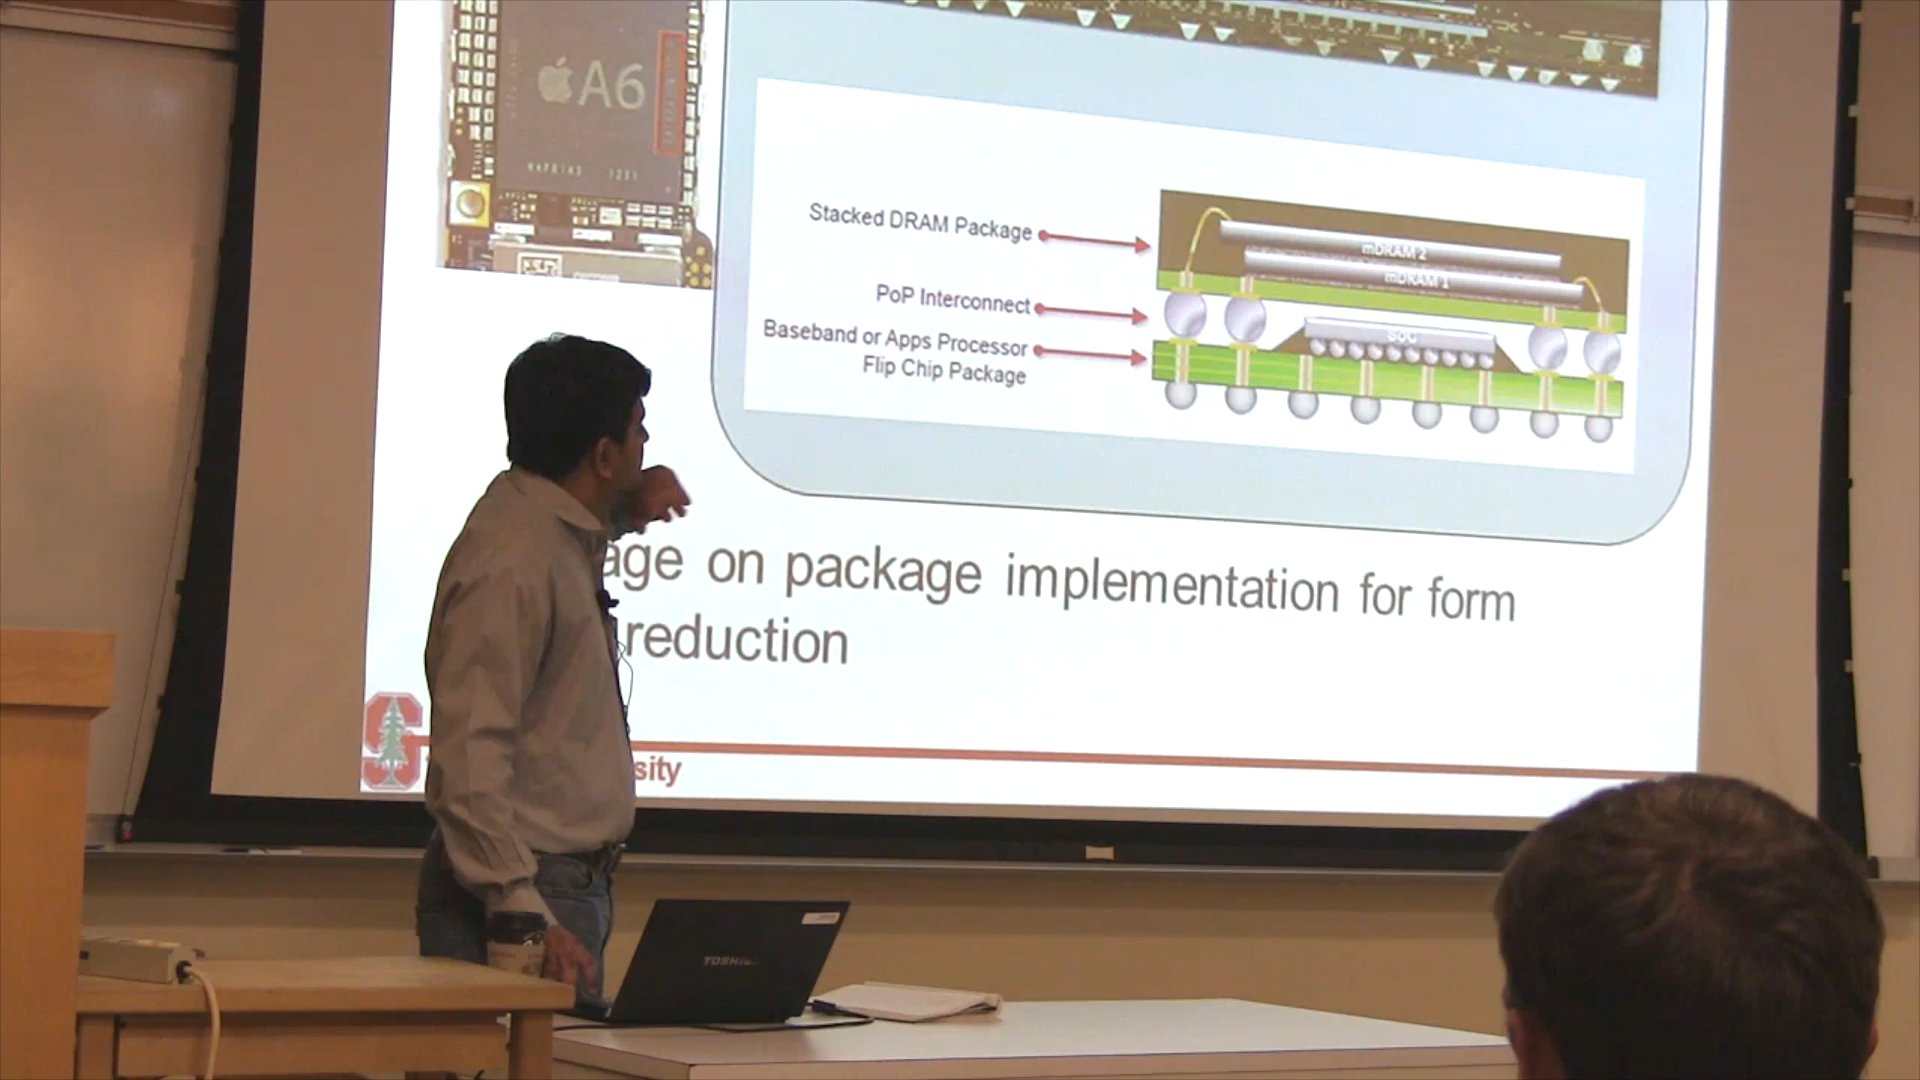 A6
Stacked DRAM Package
mDRAM 2
mDRAM 1
PoP Interconnect
SOC
Baseband or Apps Processor
Flip Chip Package
age on package implementation for form
reduction
S
sity
TOSHI